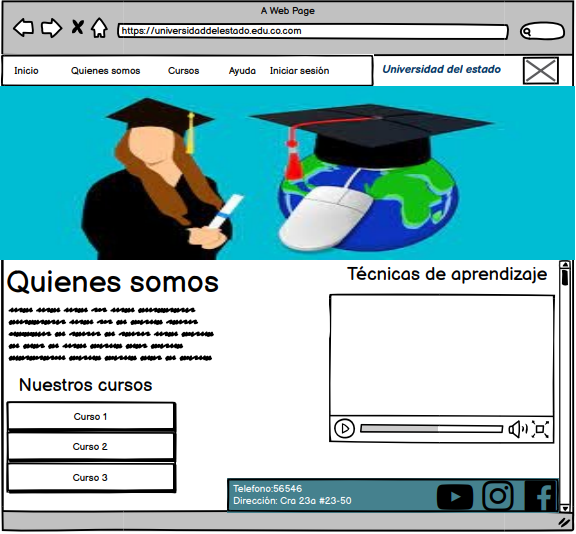 A Web Page
https://universidaddelestado.edu.co.com
Inicio Quienes somos Cursos Ayuda Iniciar sesión
Universidad del estado
Quienes somos
Técnicas de aprendizaje
Nuestros cursos
Curso 1
Curso 2
Curso 3
Telefono:56546
Dirección: Cra 23a #23-50